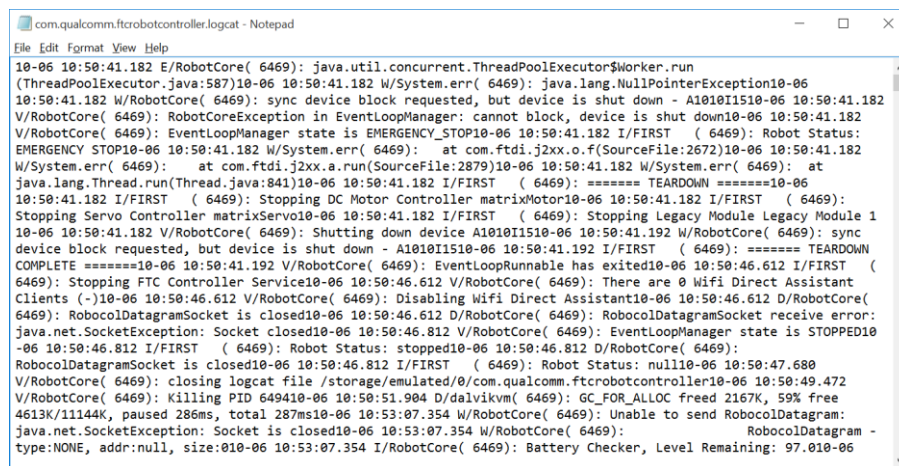 com.qualcomm.ftcrobotcontroller.logcat - Notepad
File Edit Format View Help
10-06 10:50:41.182 E/RobotCore( 6469): java.util.concurrent.ThreadPoolExecutor$Worker.run
(ThreadPoolExecutor.java:587)10-06 10:50:41.182 W/System.err( 6469): java.lang.NullPointerException10-06
10:50:41.182 W/RobotCore( 6469): sync device block requested, but device is shut down - A1010I1510-06 10:50:41.182
V/RobotCore( 6469): RobotCoreException in EventLoopManager: cannot block, device is shut down10-06 10:50:41.182
V/RobotCore( 6469): EventLoopManager state is EMERGENCY_STOP10-06 10:50:41.182 I/FIRST   ( 6469): Robot Status:
EMERGENCY STOP10-06 10:50:41.182 W/System.err( 6469):   at com.ftdi.j2xx.o.f(SourceFile:2672)10-06 10:50:41.182
W/System.err( 6469):    at com.ftdi.j2xx.a.run(SourceFile:2879)10-06 10:50:41.182 W/System.err( 6469):  at
java.lang.Thread.run(Thread.java:841)10-06 10:50:41.182 I/FIRST   ( 6469): ======= TEARDOWN =======10-06
10:50:41.182 I/FIRST   ( 6469): Stopping DC Motor Controller matrixMotor10-06 10:50:41.182 I/FIRST   ( 6469):
Stopping Servo Controller matrixServo10-06 10:50:41.182 I/FIRST   ( 6469): Stopping Legacy Module Legacy Module 1
10-06 10:50:41.182 V/RobotCore( 6469): Shutting down device A1010I1510-06 10:50:41.192 W/RobotCore( 6469): sync
device block requested, but device is shut down - A1010I1510-06 10:50:41.192 I/FIRST   ( 6469): ======= TEARDOWN
COMPLETE =======10-06 10:50:41.192 V/RobotCore( 6469): EventLoopRunnable has exited10-06 10:50:46.612 I/FIRST   (
6469): Stopping FTC Controller Service10-06 10:50:46.612 V/RobotCore( 6469): There are 0 Wifi Direct Assistant
Clients (-)10-06 10:50:46.612 V/RobotCore( 6469): Disabling Wifi Direct Assistant10-06 10:50:46.612 D/RobotCore(
6469): RobocolDatagramSocket is closed10-06 10:50:46.612 D/RobotCore( 6469): RobocolDatagramSocket receive error:
java.net.SocketException: Socket closed10-06 10:50:46.812 V/RobotCore( 6469): EventLoopManager state is STOPPED10
-06 10:50:46.812 I/FIRST   ( 6469): Robot Status: stopped10-06 10:50:46.812 D/RobotCore( 6469):
RobocolDatagramSocket is closed10-06 10:50:46.812 I/FIRST   ( 6469): Robot Status: null10-06 10:50:47.680
V/RobotCore( 6469): closing logcat file /storage/emulated/0/com.qualcomm.ftcrobotcontroller10-06 10:50:49.472
V/RobotCore( 6469): Killing PID 649410-06 10:50:51.904 D/dalvikvm( 6469): GC_FOR_ALLOC freed 2167K, 59% free
4613K/11144K, paused 286ms, total 287ms10-06 10:53:07.354 W/RobotCore( 6469): Unable to send RobocolDatagram:
java.net.SocketException: Socket is closed10-06 10:53:07.354 W/RobotCore( 6469):                RobocolDatagram -
type:NONE, addr:null, size:010-06 10:53:07.354 I/RobotCore( 6469): Battery Checker, Level Remaining: 97.010-06